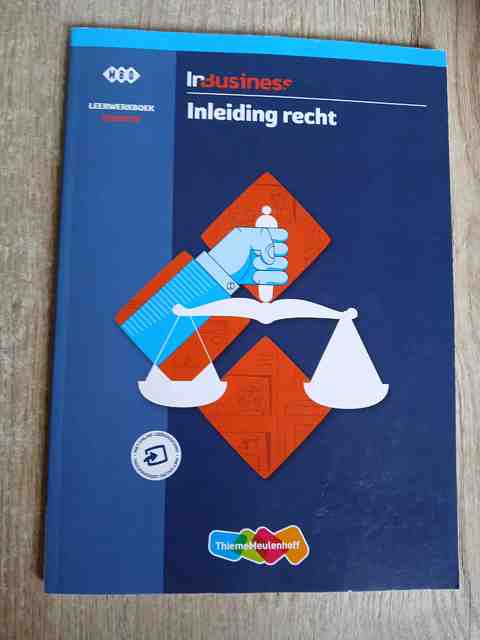 MBO
InBusiness
LEERWERKBOEK
Inleiding recht
ThiemeMeulenhoff